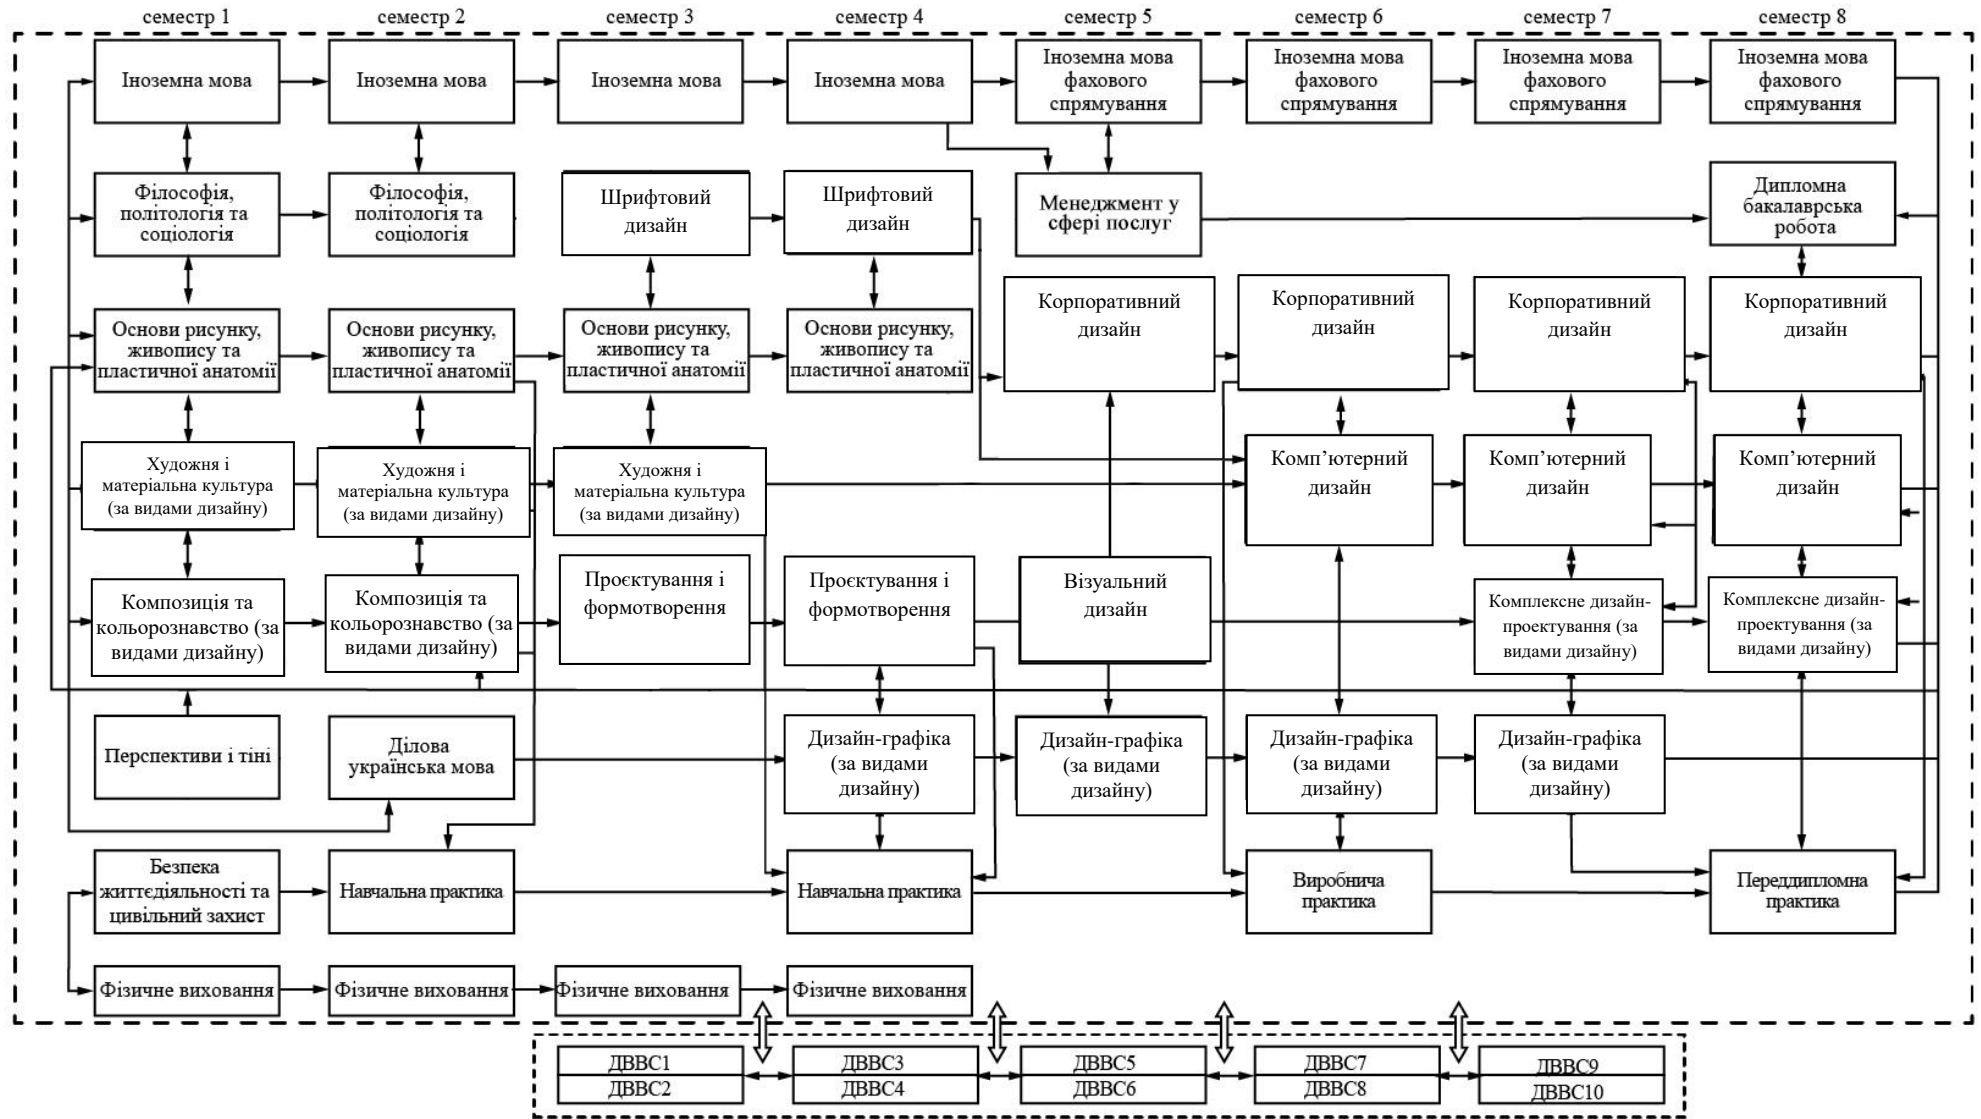 семестр 1
семестр 2
семестр 3
семестр 4
семестр 5
семестр 6
семестр 7
семестр 8
Іноземна мова
Іноземна мова
Іноземна мова
Іноземна мова
Іноземна мова
фахового
спрямування
Іноземна мова
фахового
спрямування
Іноземна мова
фахового
спрямування
Іноземна мова
фахового
спрямування
Філософія,
політологія та
соціологія
Філософія,
політологія та
соціологія
Шрифтовий
дизайн
Шрифтовий
дизайн
Менеджмент у
сфері послуг
Дипломна
бакалаврська
робота
Основи рисунку,
живопису та
пластичної анатомії
Основи рисунку,
живопису та
пластичної анатомії
Основи рисунку,
живопису та
пластичної анатомії
Основи рисунку,
живопису та
пластичної анатомії
Корпоративний
дизайн
Корпоративний
дизайн
Корпоративний
дизайн
Корпоративний
дизайн
Художня і
матеріальна культура
(за видами дизайну)
Художня і
матеріальна культура
(за видами дизайну)
Художня і
матеріальна культура
(за видами дизайну)
Комп’ютерний
дизайн
Комп’ютерний
дизайн
Комп’ютерний
дизайн
Композиція та
кольорознавство (за
видами дизайну)
Композиція та
кольорознавство (за
видами дизайну)
Проєктування і
формотворення
Проєктування і
формотворення
Візуальний
дизайн
Комплексне дизайн-
проектування (за
видами дизайну)
Комплексне дизайн-
проектування (за
видами дизайну)
Перспективи і тіні
Ділова
українська мова
Дизайн-графіка
(за видами
дизайну)
Дизайн-графіка
(за видами
дизайну)
Дизайн-графіка
(за видами
дизайну)
Дизайн-графіка
(за видами
дизайну)
Безпека
життєдіяльності та
цивільний захист
Навчальна практика
Навчальна практика
Виробнича
практика
Переддипломна
практика
Фізичне виховання
Фізичне виховання
Фізичне виховання
Фізичне виховання
ДВВС1
ДВВС3
ДВВС5
ДВВС7
ДВВС9
ДВВС2
ДВВС4
ДВВС6
ДВВС8
ДВВС10